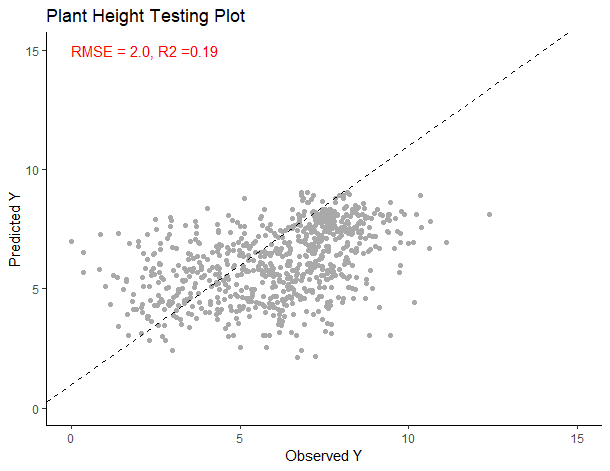 Plant Height Testing Plot
RMSE = 2.0, R2 =0.19
15
10
5
0
Predicted Y
0 5 10 15
Observed Y